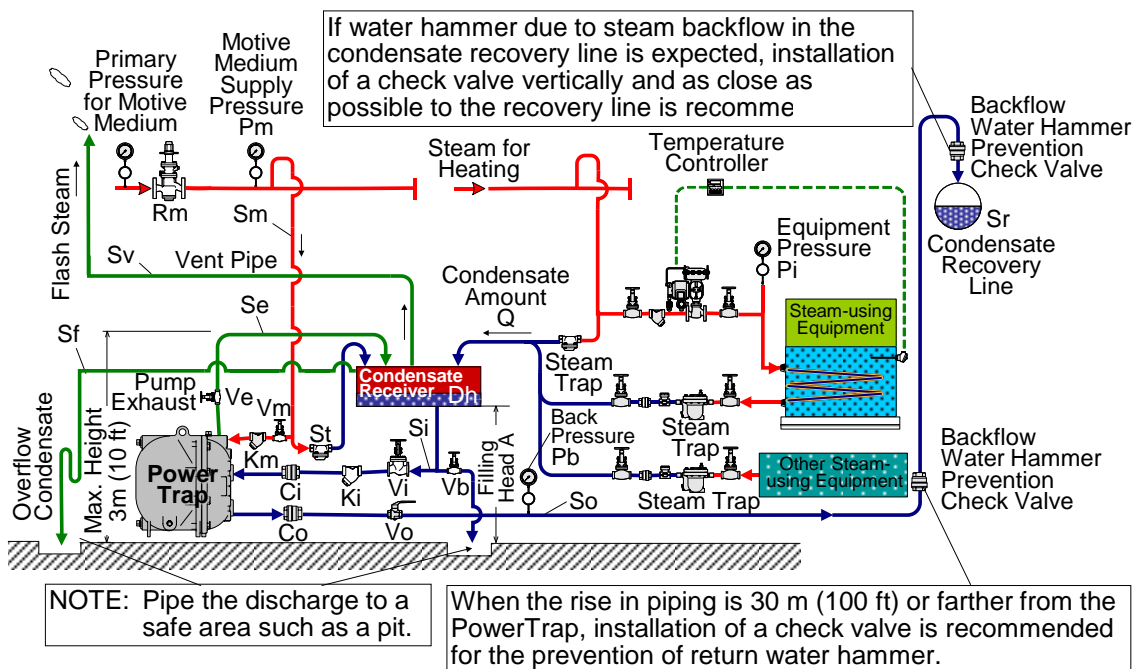 If water hammer due to steam backflow in the
condensate recovery line is expected, installation
of a check valve vertically and as close as
possible to the recovery line is recomme
Primary
Pressure
for Motive
Medium
Motive
Medium
Supply
Pressure
Pm
Rm
Sm
Steam for
Heating
Temperature
Controller
Backflow
Water Hammer
Prevention
Check Valve
Sr
Condensate
Recovery
Line
Equipment
Pressure
Pi
Flash Steam
Sv
Vent Pipe
Condensate
Amount
Q
Steam-using
Equipment
Se
Sf
Steam
Trap
Pump
Exhaust
Ve
Condensate
Receiver
Dh
Vm
Km
St
Si
Back
Pressure
Pb
Steam
Trap
Overflow
Condensate
Max. Height
3m (10 ft)
Power
Trap
Ci
Ki
Vi
Vb
Filling
Head A
Steam Trap
Other Steam-
using Equipment
Backflow
Water Hammer
Prevention
Check Valve
Co
Vo
So
NOTE: Pipe the discharge to a
safe area such as a pit.
When the rise in piping is 30 m (100 ft) or farther from the
PowerTrap, installation of a check valve is recommended
for the prevention of return water hammer.